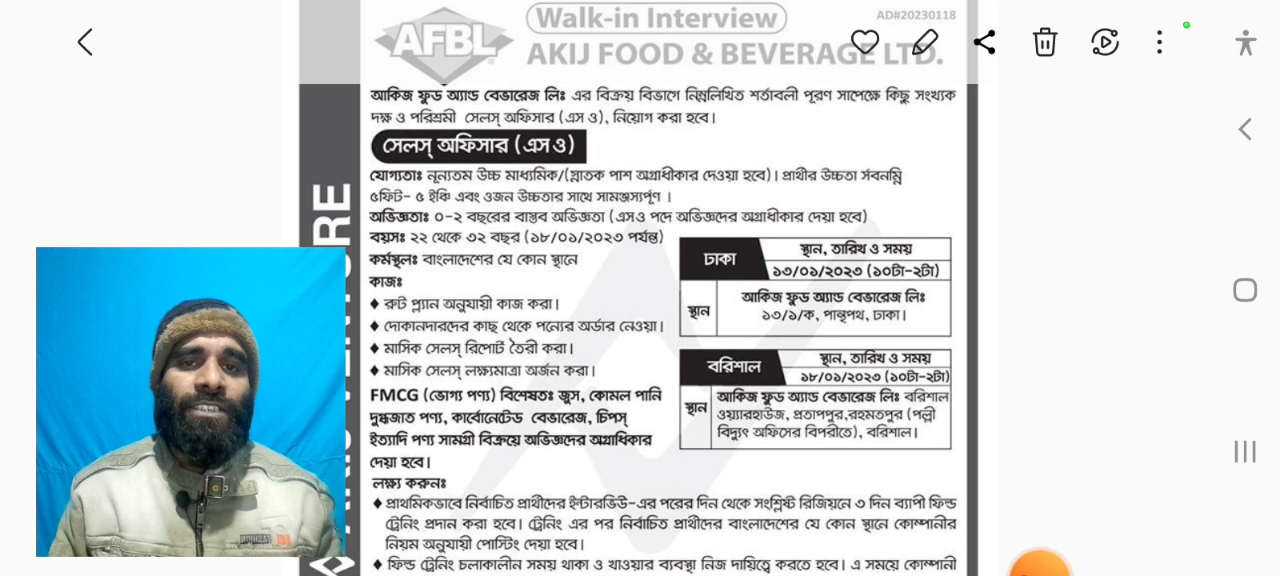 Walk-in Interview
AD#20230118
AFBL
AKIJ FOOD & BEVERAGE LTD.
আকিজ ফুড অ্যাড বেভারেজ লিঃ এর বিক্রয় বিভাগে নিম্নলিখিত শর্তাবলী পূরণ সাপেক্ষে কিছু সংখ্যক
দক্ষ ও পরিশ্রমী সেলস্ অফিসার (এস ও), নিয়োগ করা হবে।
সেলস্ অফিসার (এস ও)
যোগ্যতাঃ নূন্যতম উচ্চ মাধ্যমিক/(স্নাতক পাশ অগ্রাধীকার দেওয়া হবে)। প্রার্থীর উচ্চতা র্সবনম্নি
৫ফিট- ৫ ইঞ্চি এবং ওজন উচ্চতার সাথে সামঞ্জস্যর্পূণ ।
অভিজ্ঞতাঃ ০-২ বছরের বাস্তব অভিজ্ঞতা (এসও পদে অভিজ্ঞদের অগ্রাধীকার দেয়া হবে)
বয়সঃ ২২ থেকে ৩২ বছর (১৮/০১/২০২৩ পর্যন্ত)
কর্মস্থলঃ বাংলাদেশের যে কোন স্থানে
কাজঃ
♦ রুট প্ল্যান অনুযায়ী কাজ করা।
♦ দোকানদারদের কাছ থেকে পন্যের অর্ডার নেওয়া।
♦ মাসিক সেলস্ রিপোর্ট তৈরী করা।
♦ মাসিক সেলস্ লক্ষ্যমাত্রা অর্জন করা।
FMCG (ভোগ্য পণ্য) বিশেষতঃ জুস, কোমল পানি
দুগ্ধজাত পণ্য, কার্বোনেটেড বেভারেজ, চিপস্
ইত্যাদি পণ্য সামগ্রী বিক্রয়ে অভিজ্ঞদের অগ্রাধিকার
দেয়া হবে।
ঢাকা
স্থান, তারিখ ও সময়
১৩/০১/২০২৩ (১০টা-২টা)
স্থান
আকিজ ফুড অ্যাড বেভারেজ লিঃ
১৩/১/ক, পান্থপথ, ঢাকা।
বরিশাল
স্থান, তারিখ ও সময়
১৮/০১/২০২৩ (১০টা-২টা)
স্থান
আকিজ ফুড অ্যাড বেভারেজ লিঃ বরিশাল
ওয়্যারহাউজ, প্রতাপপুর,রহমতপুর (পল্লী
বিদ্যুৎ অফিসের বিপরীতে), বরিশাল।
লক্ষ্য করুনঃ
♦ প্রাথমিকভাবে নির্বাচিত প্রার্থীদের ইন্টারভিউ-এর পরের দিন থেকে সংশ্লিষ্ট রিজিয়নে ৩ দিন ব্যাপী ফিল্ড
ট্রেনিং প্রদান করা হবে। ট্রেনিং এর পর নির্বাচিত প্রার্থীদের বাংলাদেশের যে কোন স্থানে কোম্পানীর
নিয়ম অনুযায়ী পোস্টিং দেয়া হবে।
♦ ফিল্ড ট্রেনিং চলাকালীন সময় থাকা ও খাওয়ার ব্যবস্থা নিজ দায়িত্বে করতে হবে। এ সময়ে কোম্পানী